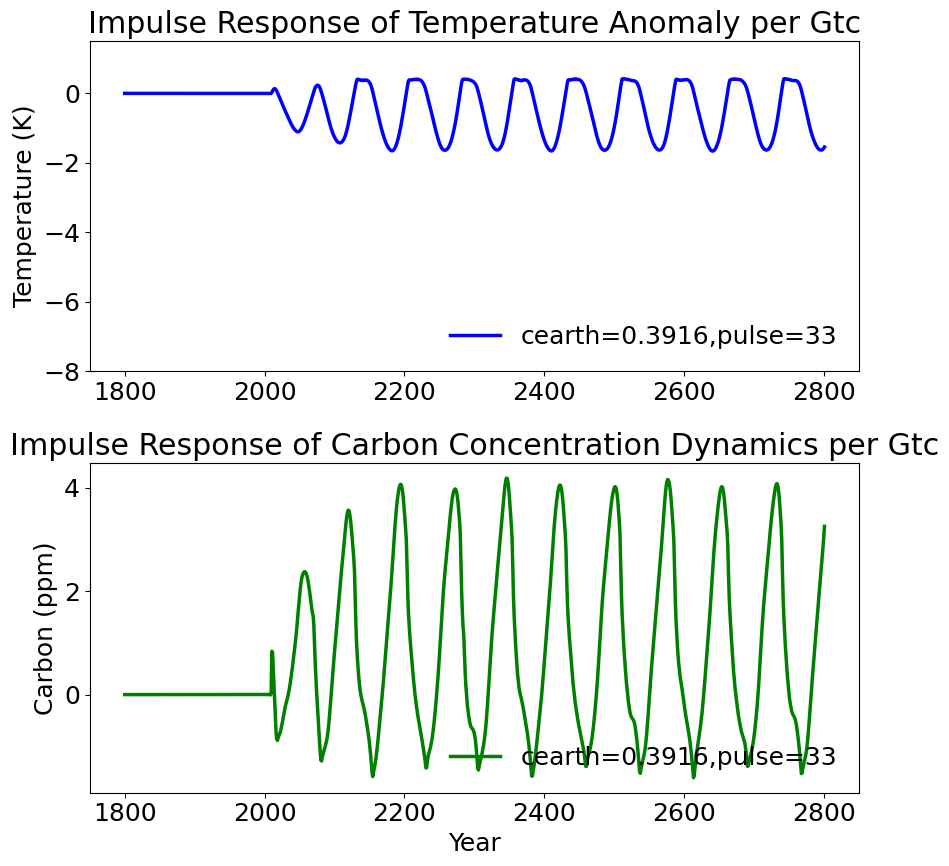 Impulse Response of Temperature Anomaly per Gtc
Temperature (K)
0
−2
−4
−6
−8
cearth=0.3916,pulse=33
1800 2000 2200 2400 2600 2800
Impulse Response of Carbon Concentration Dynamics per Gtc
Carbon (ppm)
4
2
0
cearth=0.3916,pulse=33
1800 2000 2200 2400 2600 2800
Year